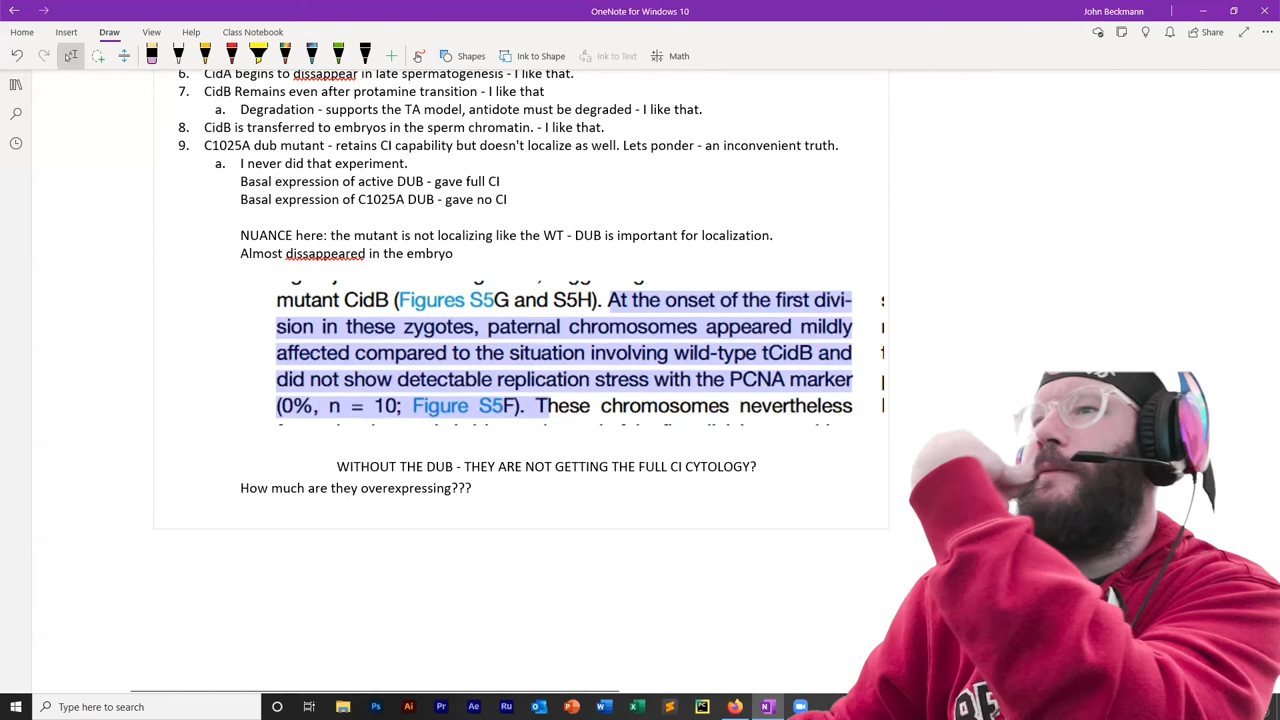 OneNote for Windows 10
John Beckmann
Home
Insert
Draw
View
Help
Class Notebook
Share
Shapes
Ink to Shape
Ink to Text
Math
6. CidA begins to dissappear in late spermatogenesis - I like that.
7. CidB Remains even after protamine transition - I like that
a. Degradation - supports the TA model, antidote must be degraded - I like that.
8. CidB is transferred to embryos in the sperm chromatin. - I like that.
9. C1025A dub mutant - retains CI capability but doesn't localize as well. Lets ponder - an inconvenient truth.
a. I never did that experiment.
Basal expression of active DUB - gave full CI
Basal expression of C1025A DUB - gave no CI
NUANCE here: the mutant is not localizing like the WT - DUB is important for localization.
Almost dissappeared in the embryo
mutant CidB (Figures S5G and S5H). At the onset of the first divi-
sion in these zygotes, paternal chromosomes appeared mildly
affected compared to the situation involving wild-type tCidB and
did not show detectable replication stress with the PCNA marker
(0%, n = 10; Figure S5F). These chromosomes nevertheless
WITHOUT THE DUB - THEY ARE NOT GETTING THE FULL CI CYTOLOGY?
How much are they overexpressing???
Type here to search